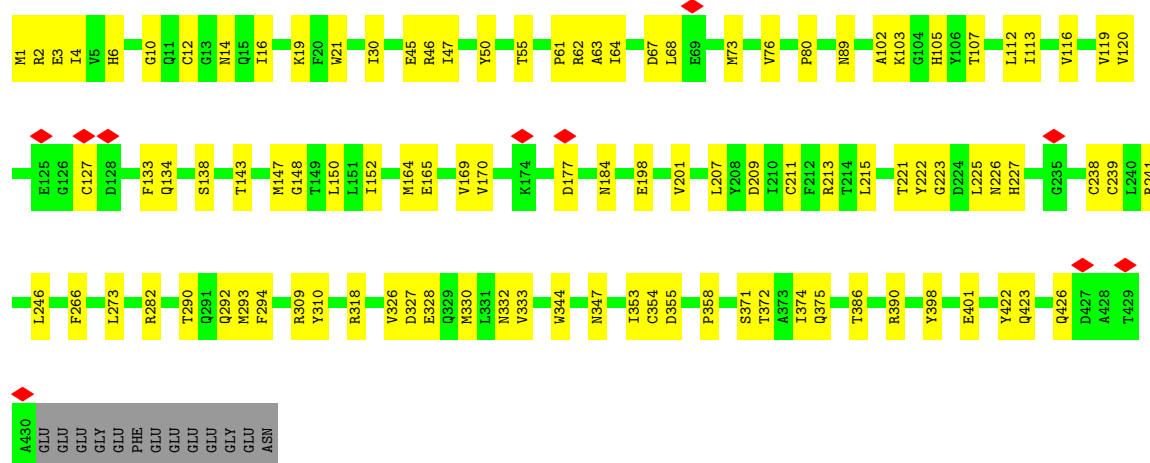 M1 R2 E3 I4 V5 H6 G10 Q11 C12 G13 N14 Q15 I16 K19 F20 W21 I30 E45 R46 I47 Y50 T55 P61 R62 A63 I64 D67 L68 E69 M73 V76 P80 N89 A102 K103 G104 H105 Y106 T107 L112 I113 V116 V119 V120
E125 G126 C127 D128 F133 Q134 S138 T143 M147 G148 T149 L150 L151 I152 M164 E165 V169 V170 K174 D177 N184 E198 V201 L207 Y208 D209 T210 C211 F212 R213 T214 L215 T221 Y222 G223 D224 L225 N226 H227 G235 C238 C239 L240 R241
L246 F266 L273 R282 T290 Q291 Q292 M293 F294 R309 Y310 R318 V326 D327 E328 Q329 M330 L331 N332 V333 W344 N347 I353 C354 D355 P358 S371 T372 A373 I374 Q375 T386 R390 Y398 E401 Y422 Q423 Q426 D427 A428 T429
A430 GLU GLU GLU GLY GLU PHE GLU GLU GLU GLU GLY GLU ASN